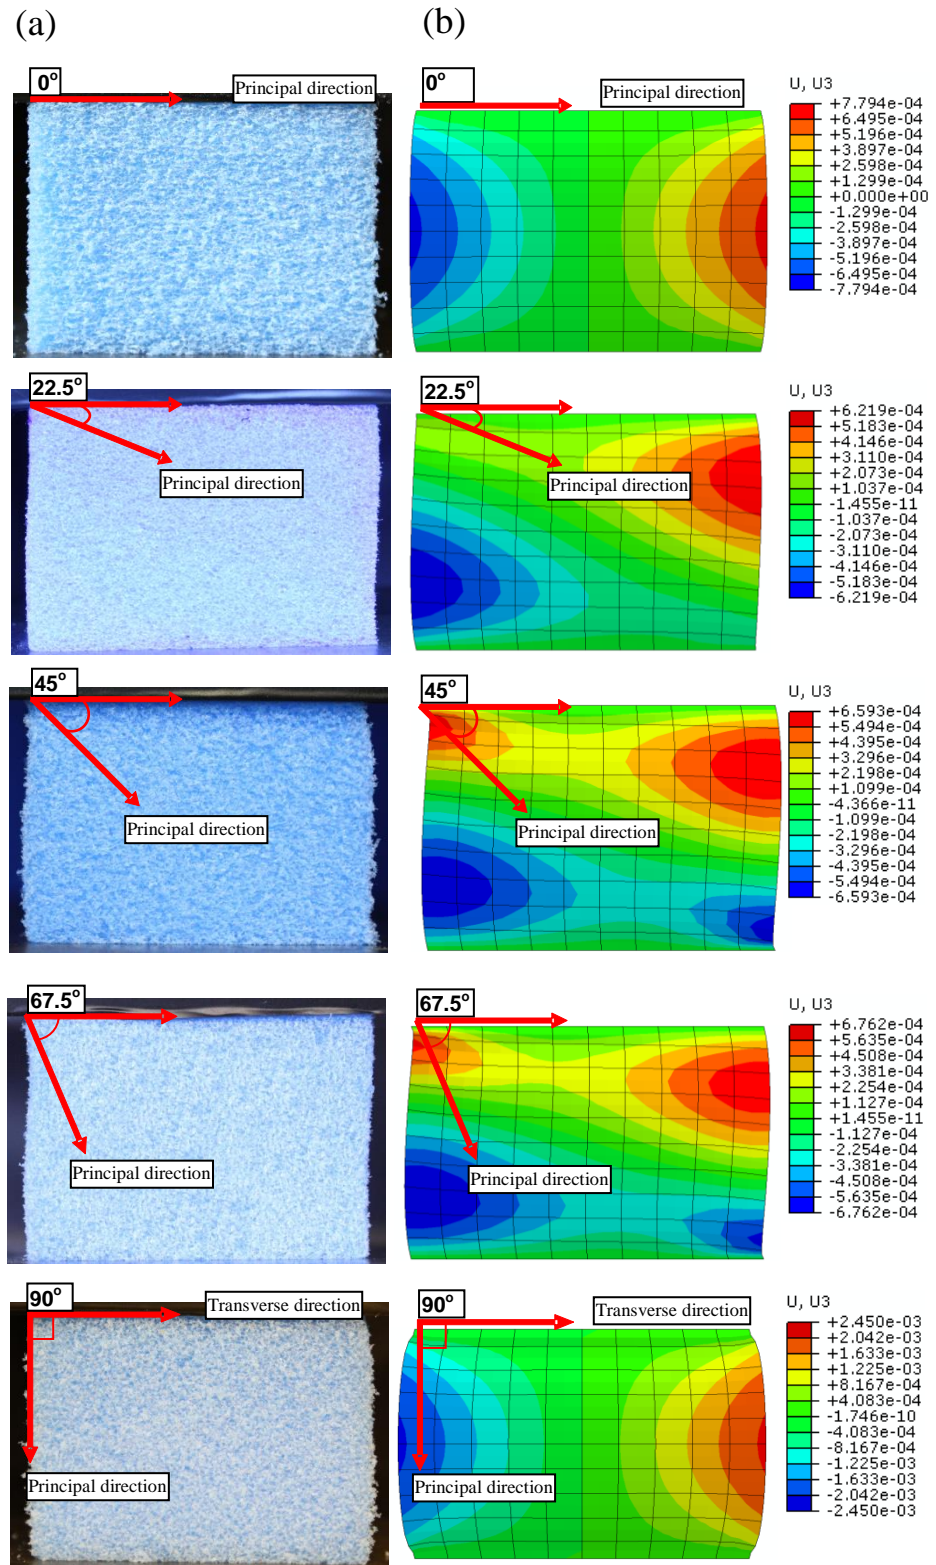 (a)
(b)
0°
Principal direction
0°
Principal direction
U, U3
+7.794e-04
+6.495e-04
+5.196e-04
+3.897e-04
+2.598e-04
+1.299e-04
+0.000e+00
-1.299e-04
-2.598e-04
-3.897e-04
-5.196e-04
-6.495e-04
-7.794e-04
22.5°
Principal direction
22.5°
Principal direction
U, U3
+6.219e-04
+5.183e-04
+4.146e-04
+3.110e-04
+2.073e-04
+1.037e-04
-1.455e-11
-1.037e-04
-2.073e-04
-3.110e-04
-4.146e-04
-5.183e-04
-6.219e-04
45°
Principal direction
45°
Principal direction
U, U3
+6.593e-04
+5.494e-04
+4.395e-04
+3.296e-04
+2.198e-04
+1.099e-04
-4.366e-11
-1.099e-04
-2.198e-04
-3.296e-04
-4.395e-04
-5.494e-04
-6.593e-04
67.5°
Principal direction
67.5°
Principal direction
U, U3
+6.762e-04
+5.635e-04
+4.508e-04
+3.381e-04
+2.254e-04
+1.127e-04
+1.455e-11
-1.127e-04
-2.254e-04
-3.381e-04
-4.508e-04
-5.635e-04
-6.762e-04
90°
Transverse direction
Principal direction
90°
Transverse direction
Principal direction
U, U3
+2.450e-03
+2.042e-03
+1.633e-03
+1.225e-03
+8.167e-04
+4.083e-04
-1.746e-10
-4.083e-04
-8.167e-04
-1.225e-03
-1.633e-03
-2.042e-03
-2.450e-03